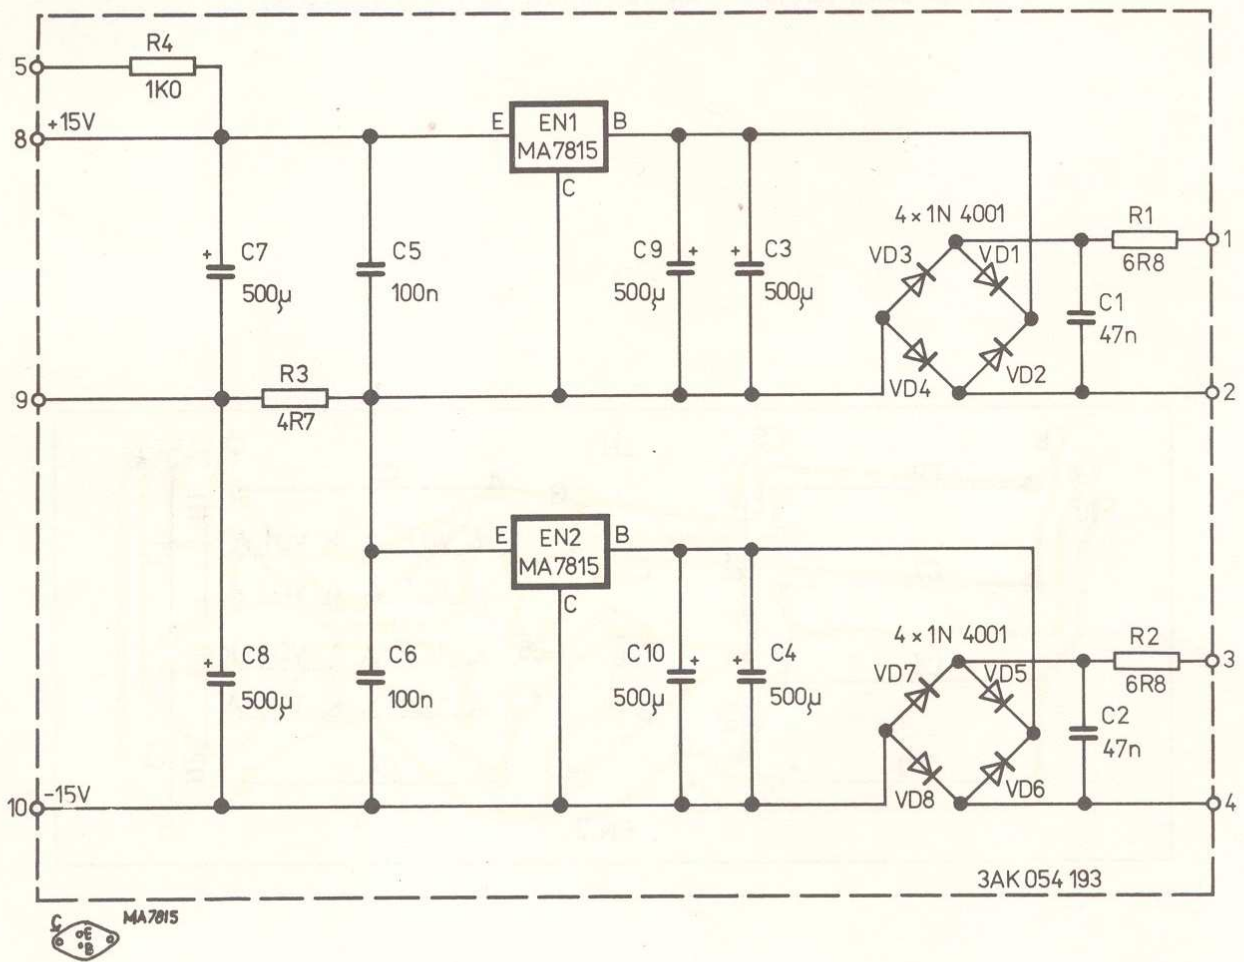 R4
5
1K0
8
+15V
E
EN1
MA7815
B
C
4×1N 4001
R1
1
6R8
VD3
VD1
+
C7
500µ
C5
100n
C9
+
500µ
+
C3
500µ
C1
47n
VD4
VD2
R3
9
4R7
2
E
EN2
MA7815
B
C
4×1N 4001
R2
3
6R8
VD7
VD5
+
C8
500µ
C6
100n
C10
+
500µ
+
C4
500µ
C2
47n
VD8
VD6
10
-15V
4
3AK 054 193
MA7815
C
E
B